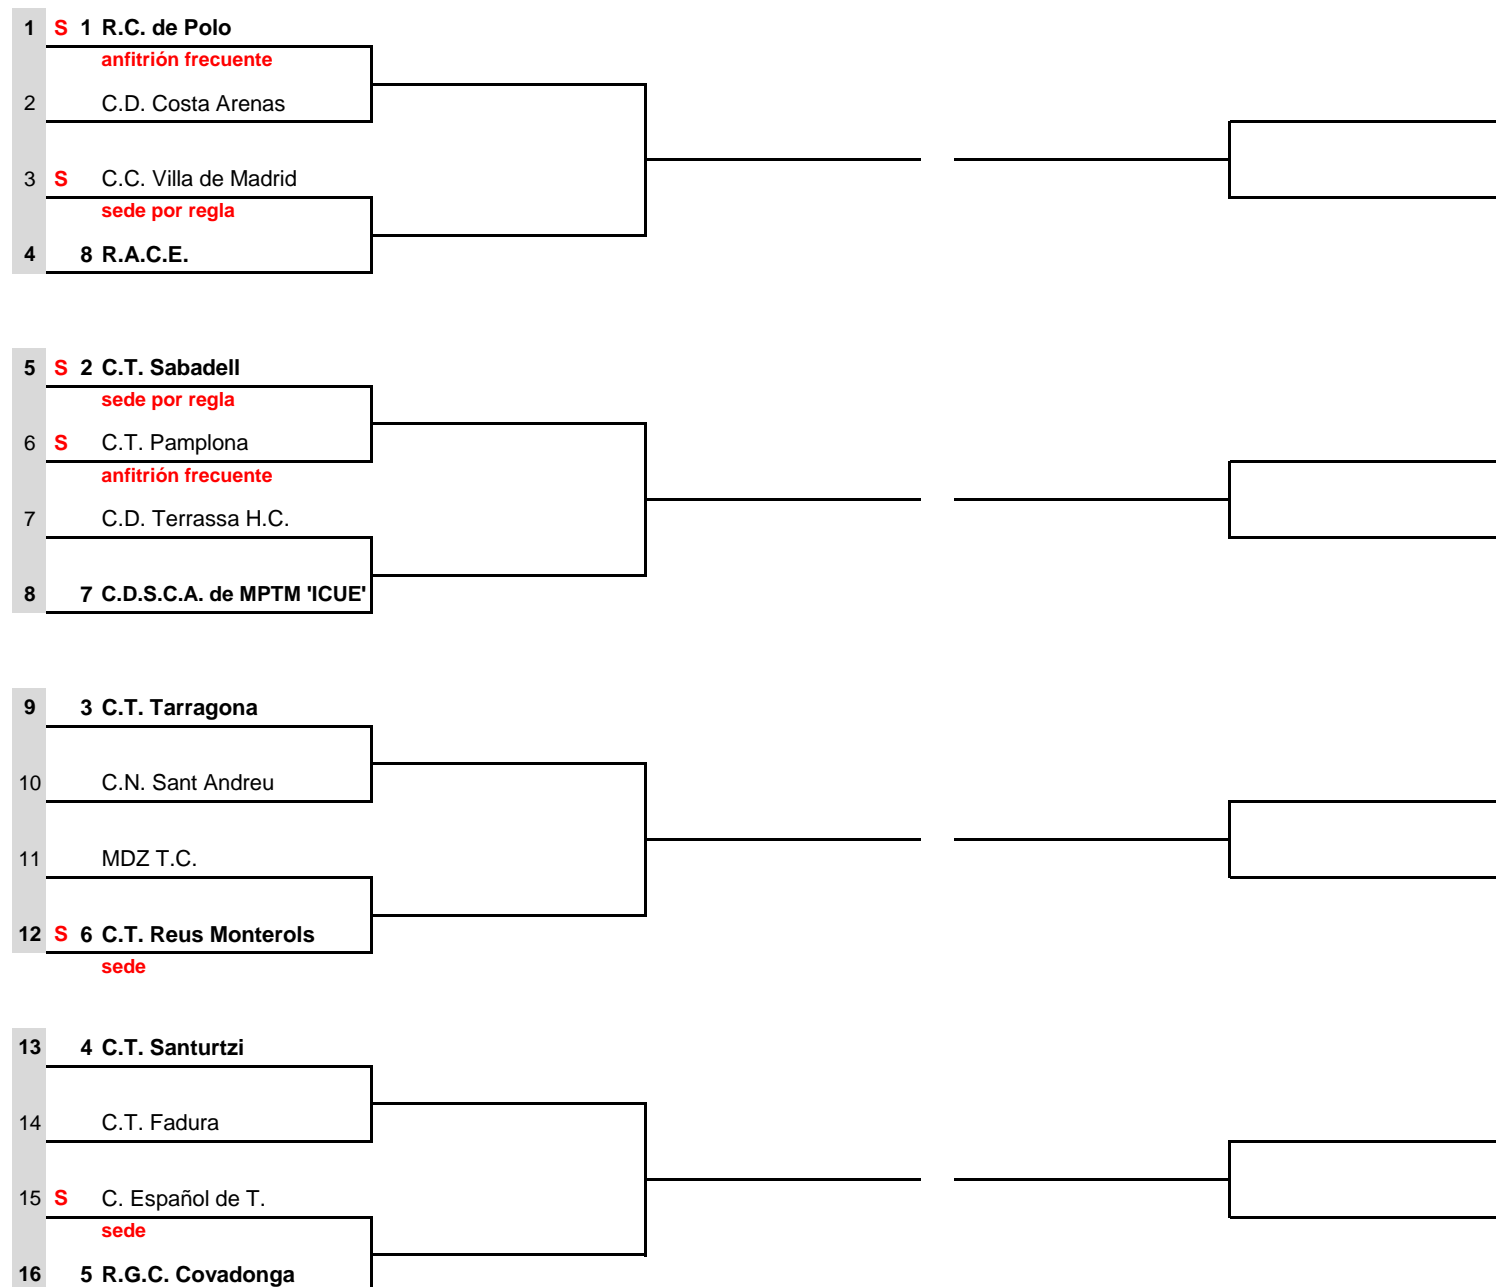 1 S 1 R.C. de Polo
anfitrión frecuente
2 C.D. Costa Arenas
3 S C.C. Villa de Madrid
sede por regla
4 8 R.A.C.E.
5 S 2 C.T. Sabadell
sede por regla
6 S C.T. Pamplona
anfitrión frecuente
7 C.D. Terrassa H.C.
8 7 C.D.S.C.A. de MPTM 'ICUE'
9 3 C.T. Tarragona
10 C.N. Sant Andreu
11 MDZ T.C.
12 S 6 C.T. Reus Monterols
sede
13 4 C.T. Santurtzi
14 C.T. Fadura
15 S C. Español de T.
sede
16 5 R.G.C. Covadonga